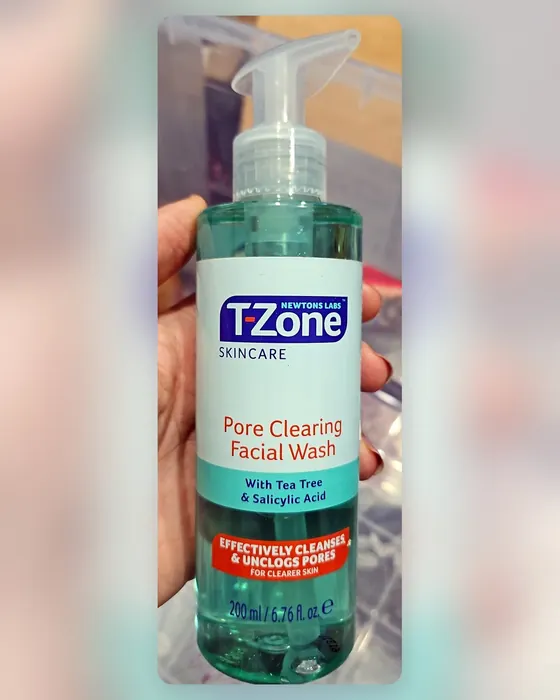 NEWTONS LABS™
T-Zone
SKINCARE
Pore Clearing
Facial Wash
With Tea Tree
& Salicylic Acid
EFFECTIVELY CLEANSES
& UNCLOGS PORES*
FOR CLEARER SKIN
200 ml / 6.76 fl. oz. ℮